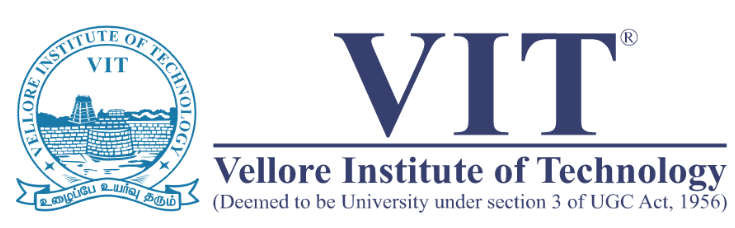 VELLORE INSTITUTE OF TECHNOLOGY
VIT
உழைப்பே உயர்வு தரும்
VIT®
Vellore Institute of Technology
(Deemed to be University under section 3 of UGC Act, 1956)